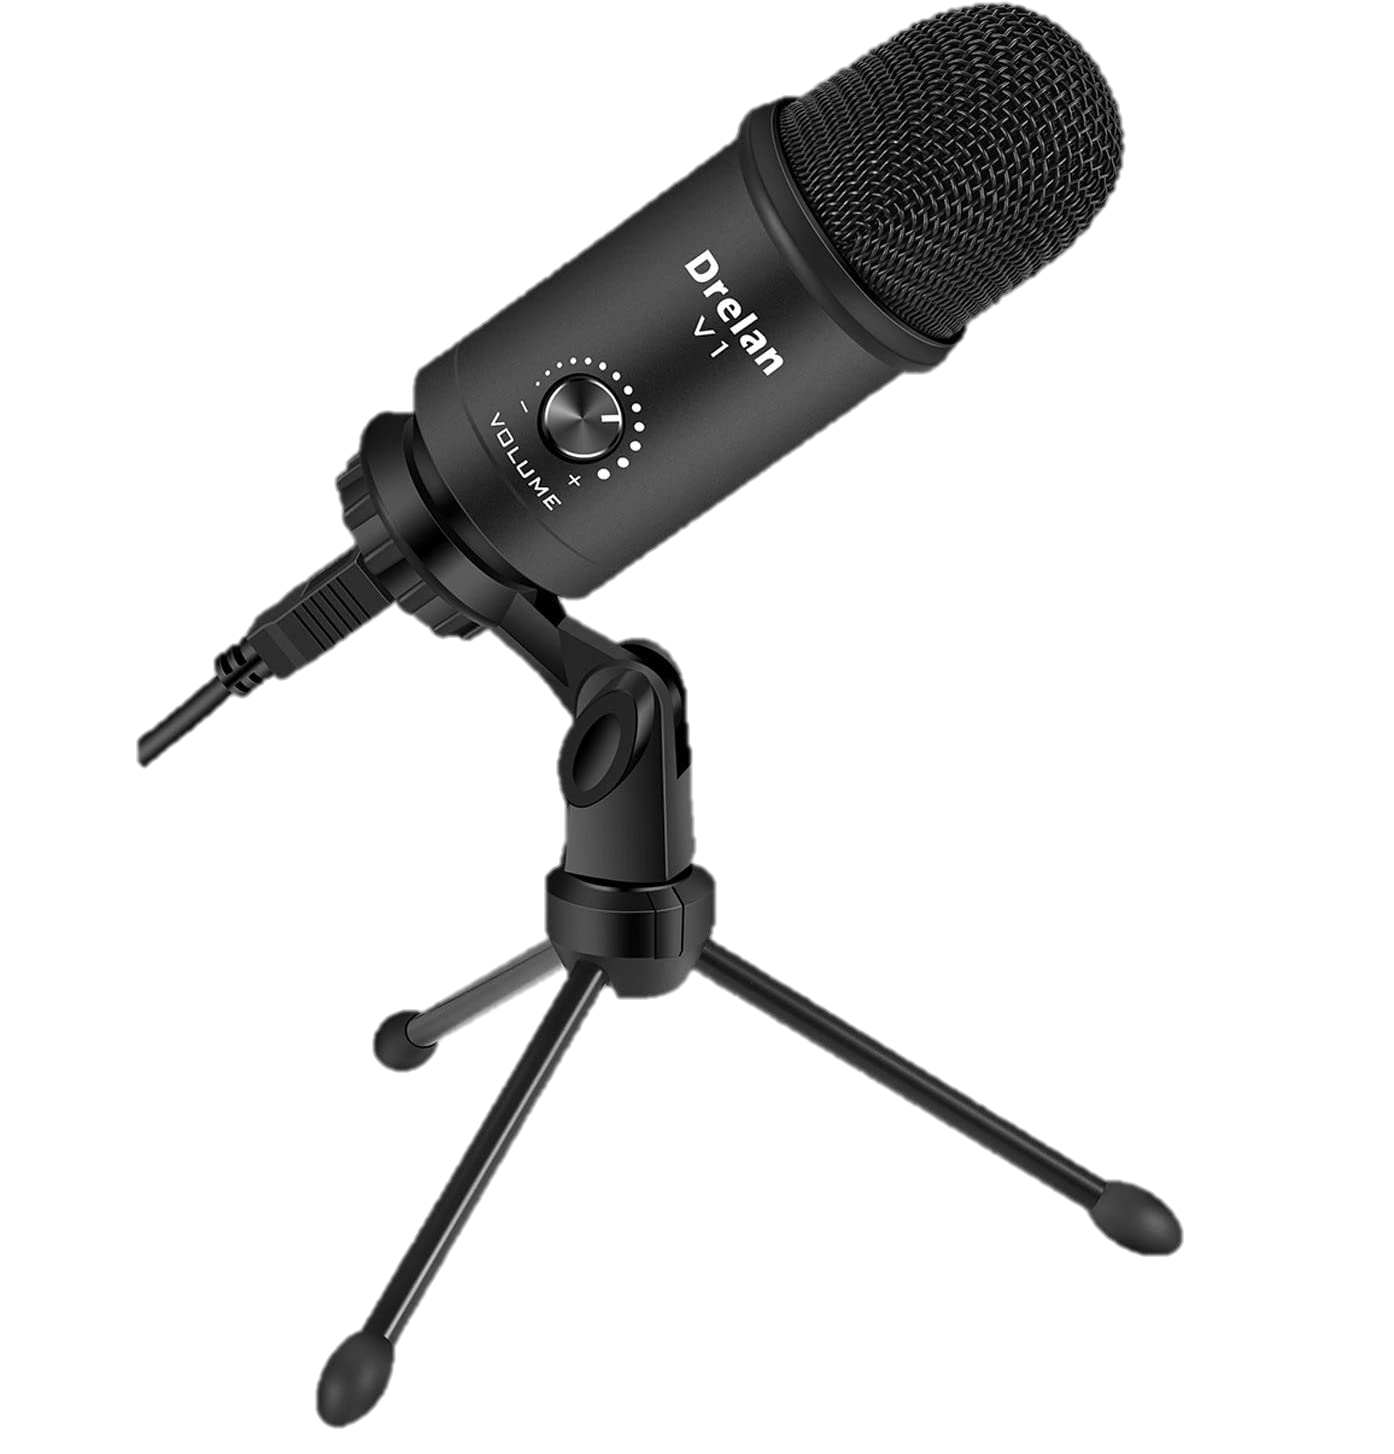 Drelan
V1
- +
VOLUME